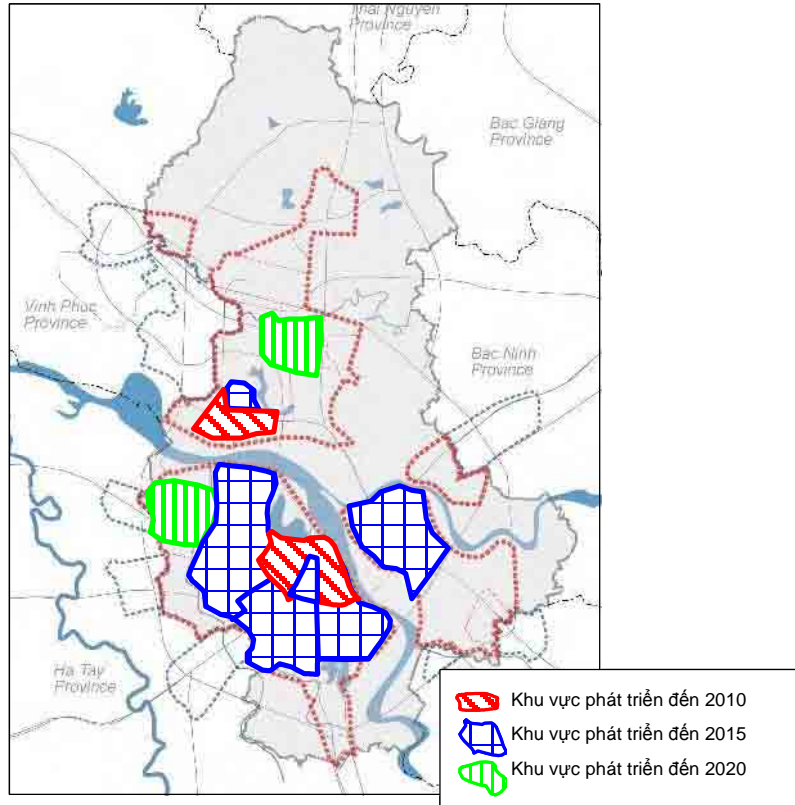 Thai Nguyen
Province
Bac Giang
Province
Vinh Phuc
Province
Bac Ninh
Province
Ha Tay
Province
Khu vực phát triển đến 2010
Khu vực phát triển đến 2015
Khu vực phát triển đến 2020